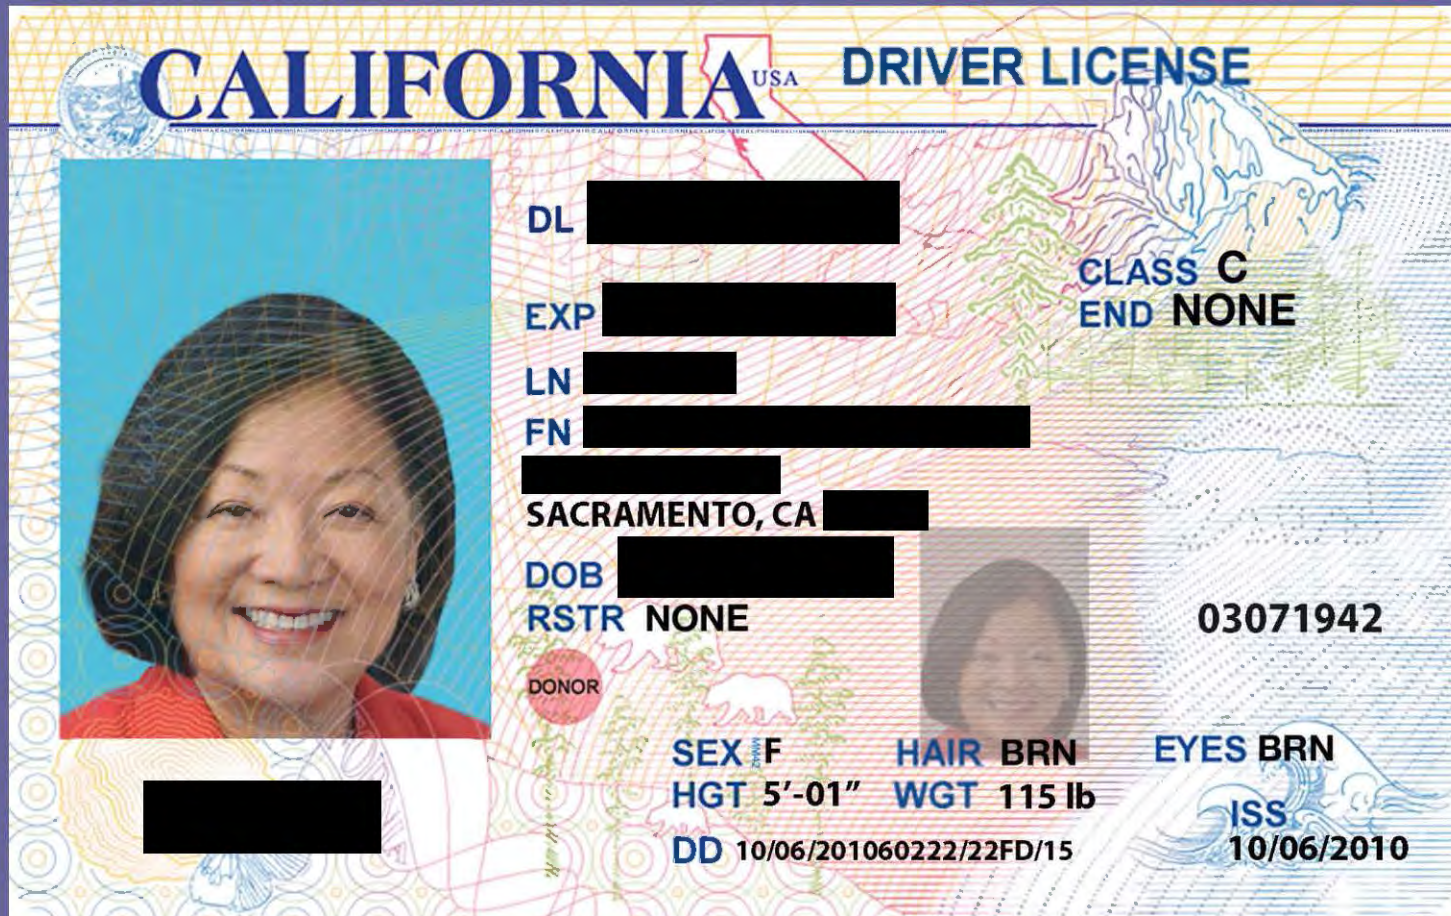 CALIFORNIA USA DRIVER LICENSE
DL
CLASS C
EXP
END NONE
LN
FN
SACRAMENTO, CA
DOB
RSTR NONE
03071942
DONOR
SEX F HAIR BRN EYES BRN
HGT 5'-01" WGT 115 lb
ISS
DD 10/06/201060222/22FD/15 10/06/2010